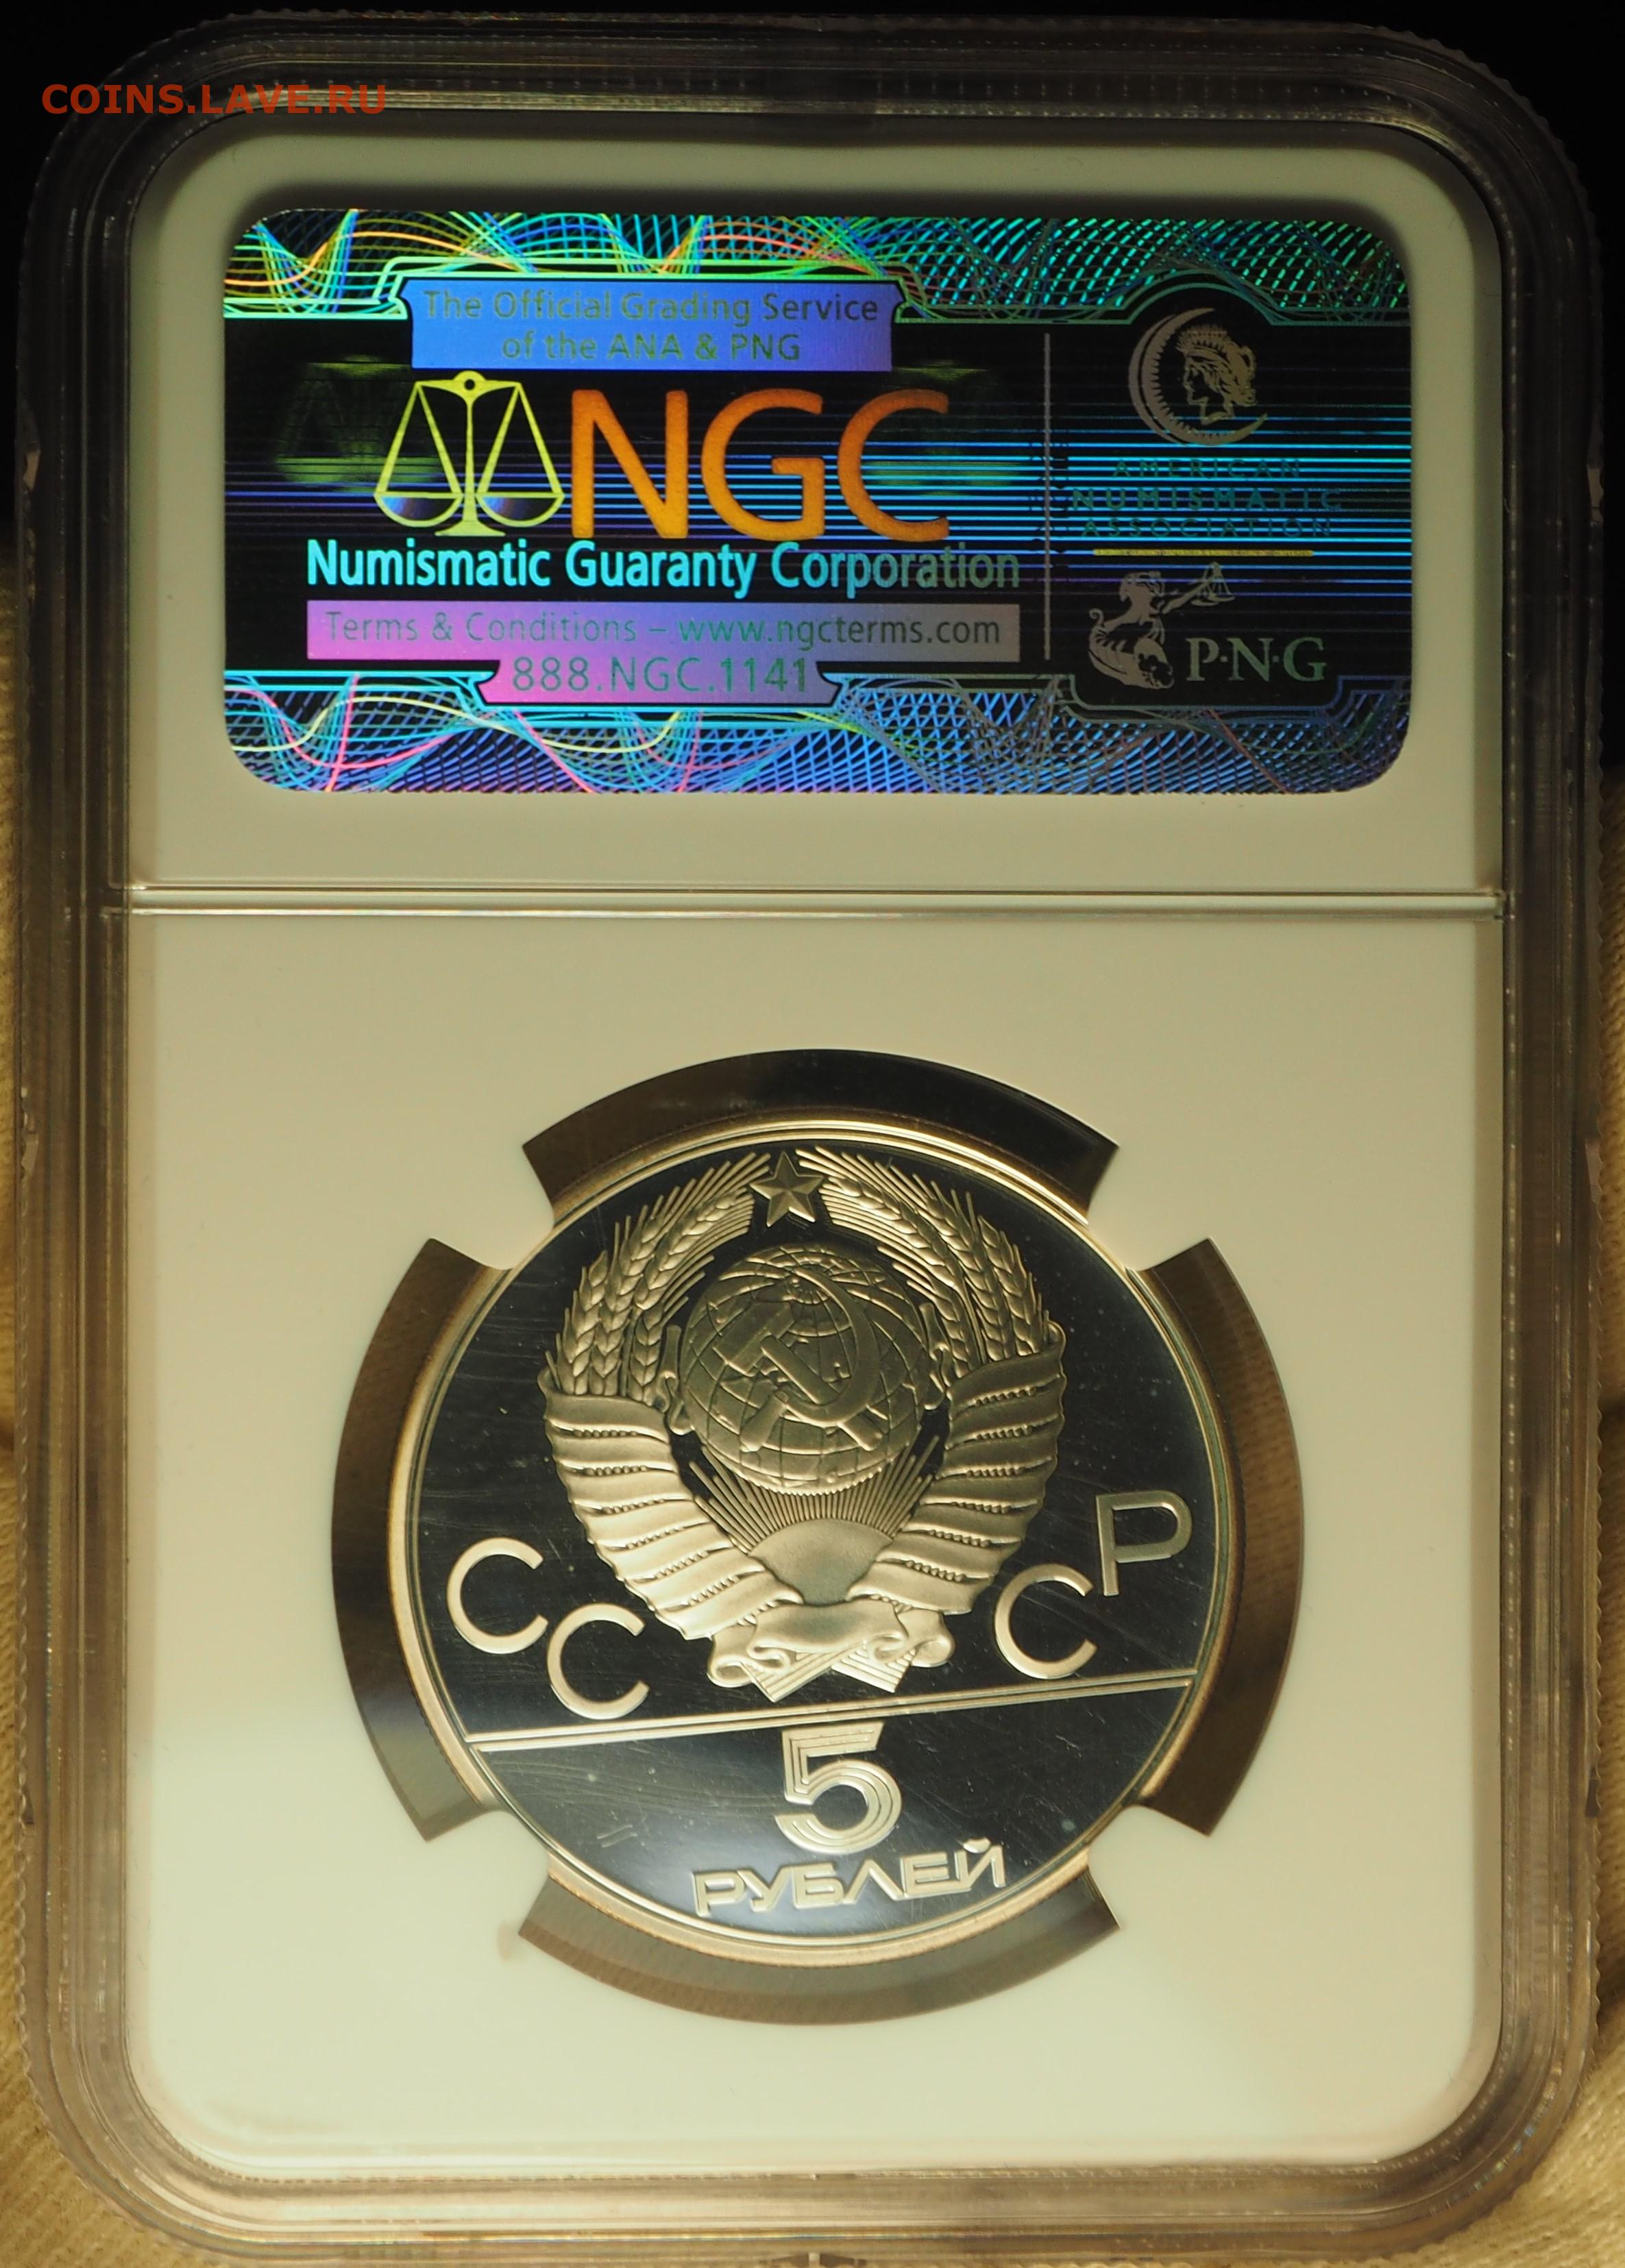 COINS.LAVE.RU
The Official Grading Service
of the ANA & PNG
NGC
Numismatic Guaranty Corporation
Terms & Conditions – www.ngcterms.com
888.NGC.1141
AMERICAN
NUMISMATIC
ASSOCIATION
P·N·G
СССР
5
РУБЛЕЙ